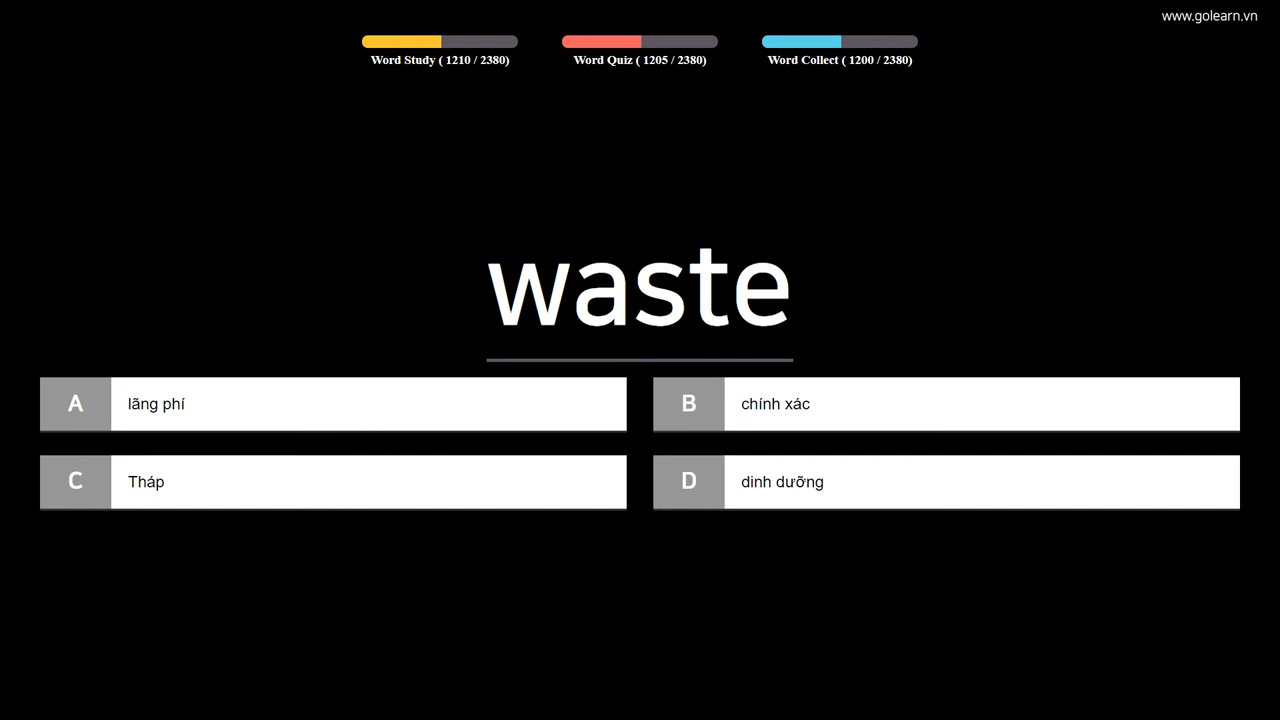 www.golearn.vn
Word Study ( 1210 / 2380)
Word Quiz ( 1205 / 2380)
Word Collect ( 1200 / 2380)
waste
A lãng phí
B chính xác
C Tháp
D dinh dưỡng